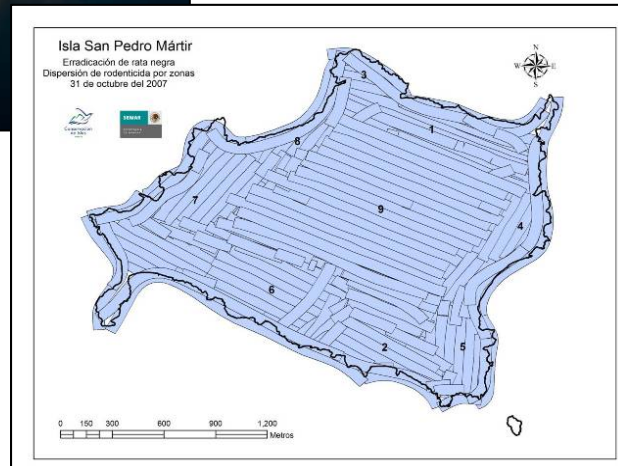 Isla San Pedro Mártir
Erradicación de rata negra
Dispersión de rodenticida por zonas
31 de octubre del 2007
SEMAR
N
W E
S
3
1
8
9
7
4
6
2
5
0 150 300 600 900 1,200
Metros